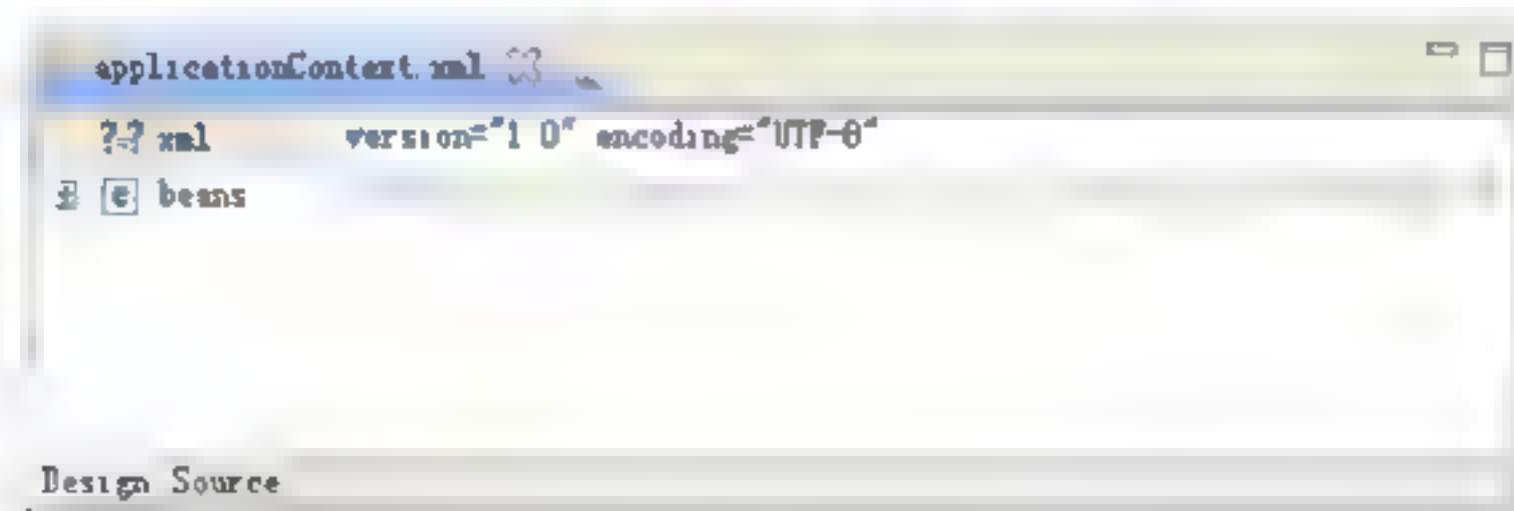 applicationContext.xml
?=? xml version="1.0" encoding="UTF-8"
e beans
Design Source